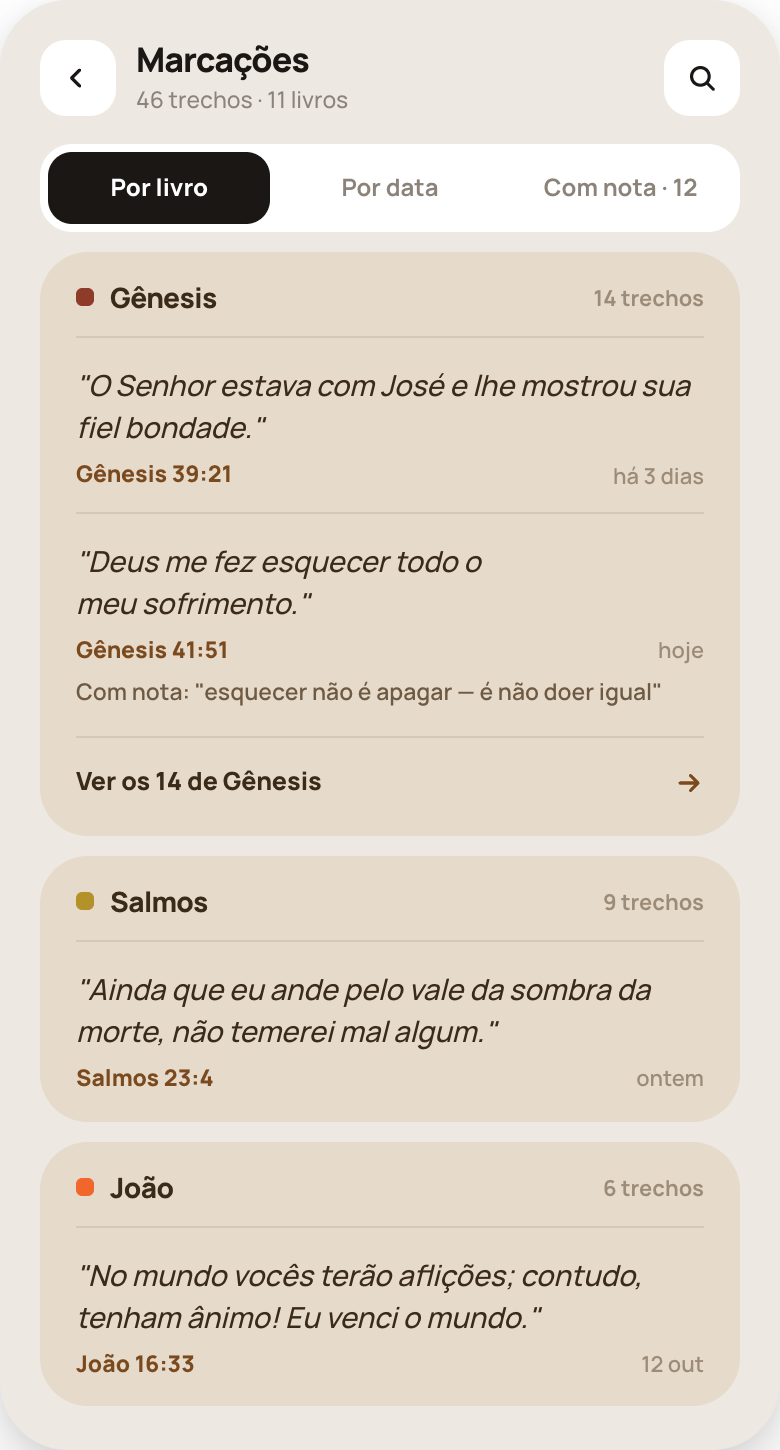 Marcações
46 trechos · 11 livros
Por livro
Por data
Com nota · 12
Gênesis
14 trechos
"O Senhor estava com José e lhe mostrou sua
fiel bondade."
Gênesis 39:21
há 3 dias
"Deus me fez esquecer todo o
meu sofrimento."
Gênesis 41:51
hoje
Com nota: "esquecer não é apagar — é não doer igual"
Ver os 14 de Gênesis
Salmos
9 trechos
"Ainda que eu ande pelo vale da sombra da
morte, não temerei mal algum."
Salmos 23:4
ontem
João
6 trechos
"No mundo vocês terão aflições; contudo,
tenham ânimo! Eu venci o mundo."
João 16:33
12 out